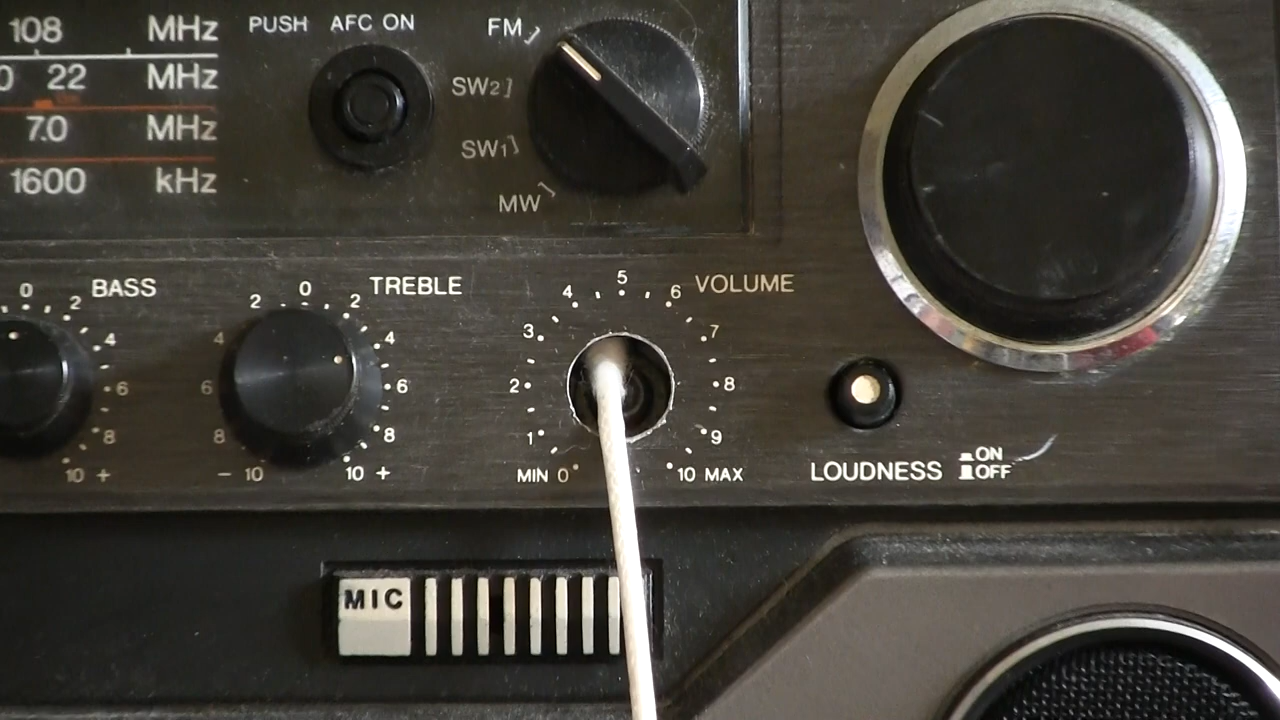 108 MHz
0 22 MHz
7.0 MHz
1600 kHz
PUSH AFC ON
FM
SW2
SW1
MW
0 2 4 6 8 10 +
BASS
6 4 2 0 2 4 6 8 10 +
8 - 10
TREBLE
MIN 0 1 2 3 4 5 6 7 8 9 10 MAX
VOLUME
LOUDNESS ON
OFF
MIC